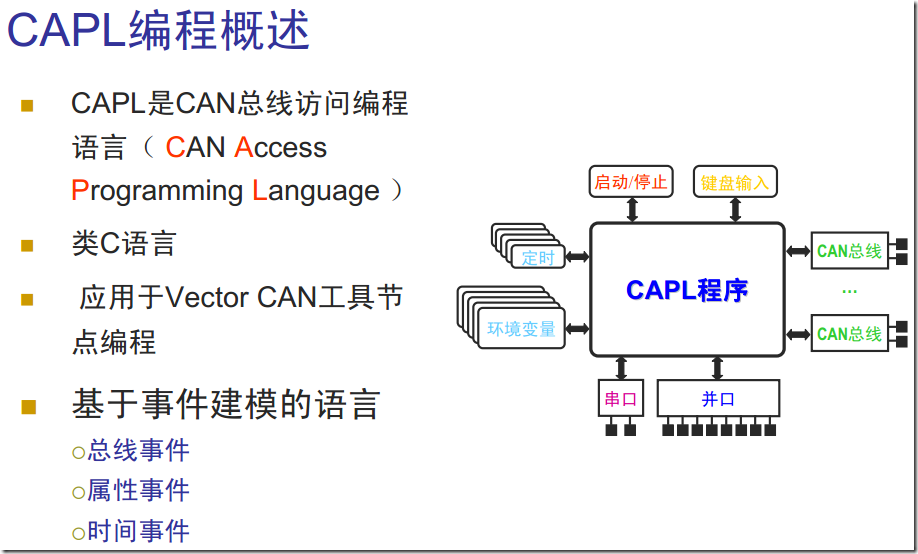 CAPL编程概述
CAPL是CAN总线访问编程
语言（ CAN Access
Programming Language ）
类C语言
应用于Vector CAN工具节
点编程
基于事件建模的语言
总线事件
属性事件
时间事件
启动/停止
键盘输入
定时
CAN总线
CAPL程序
...
环境变量
CAN总线
串口
并口